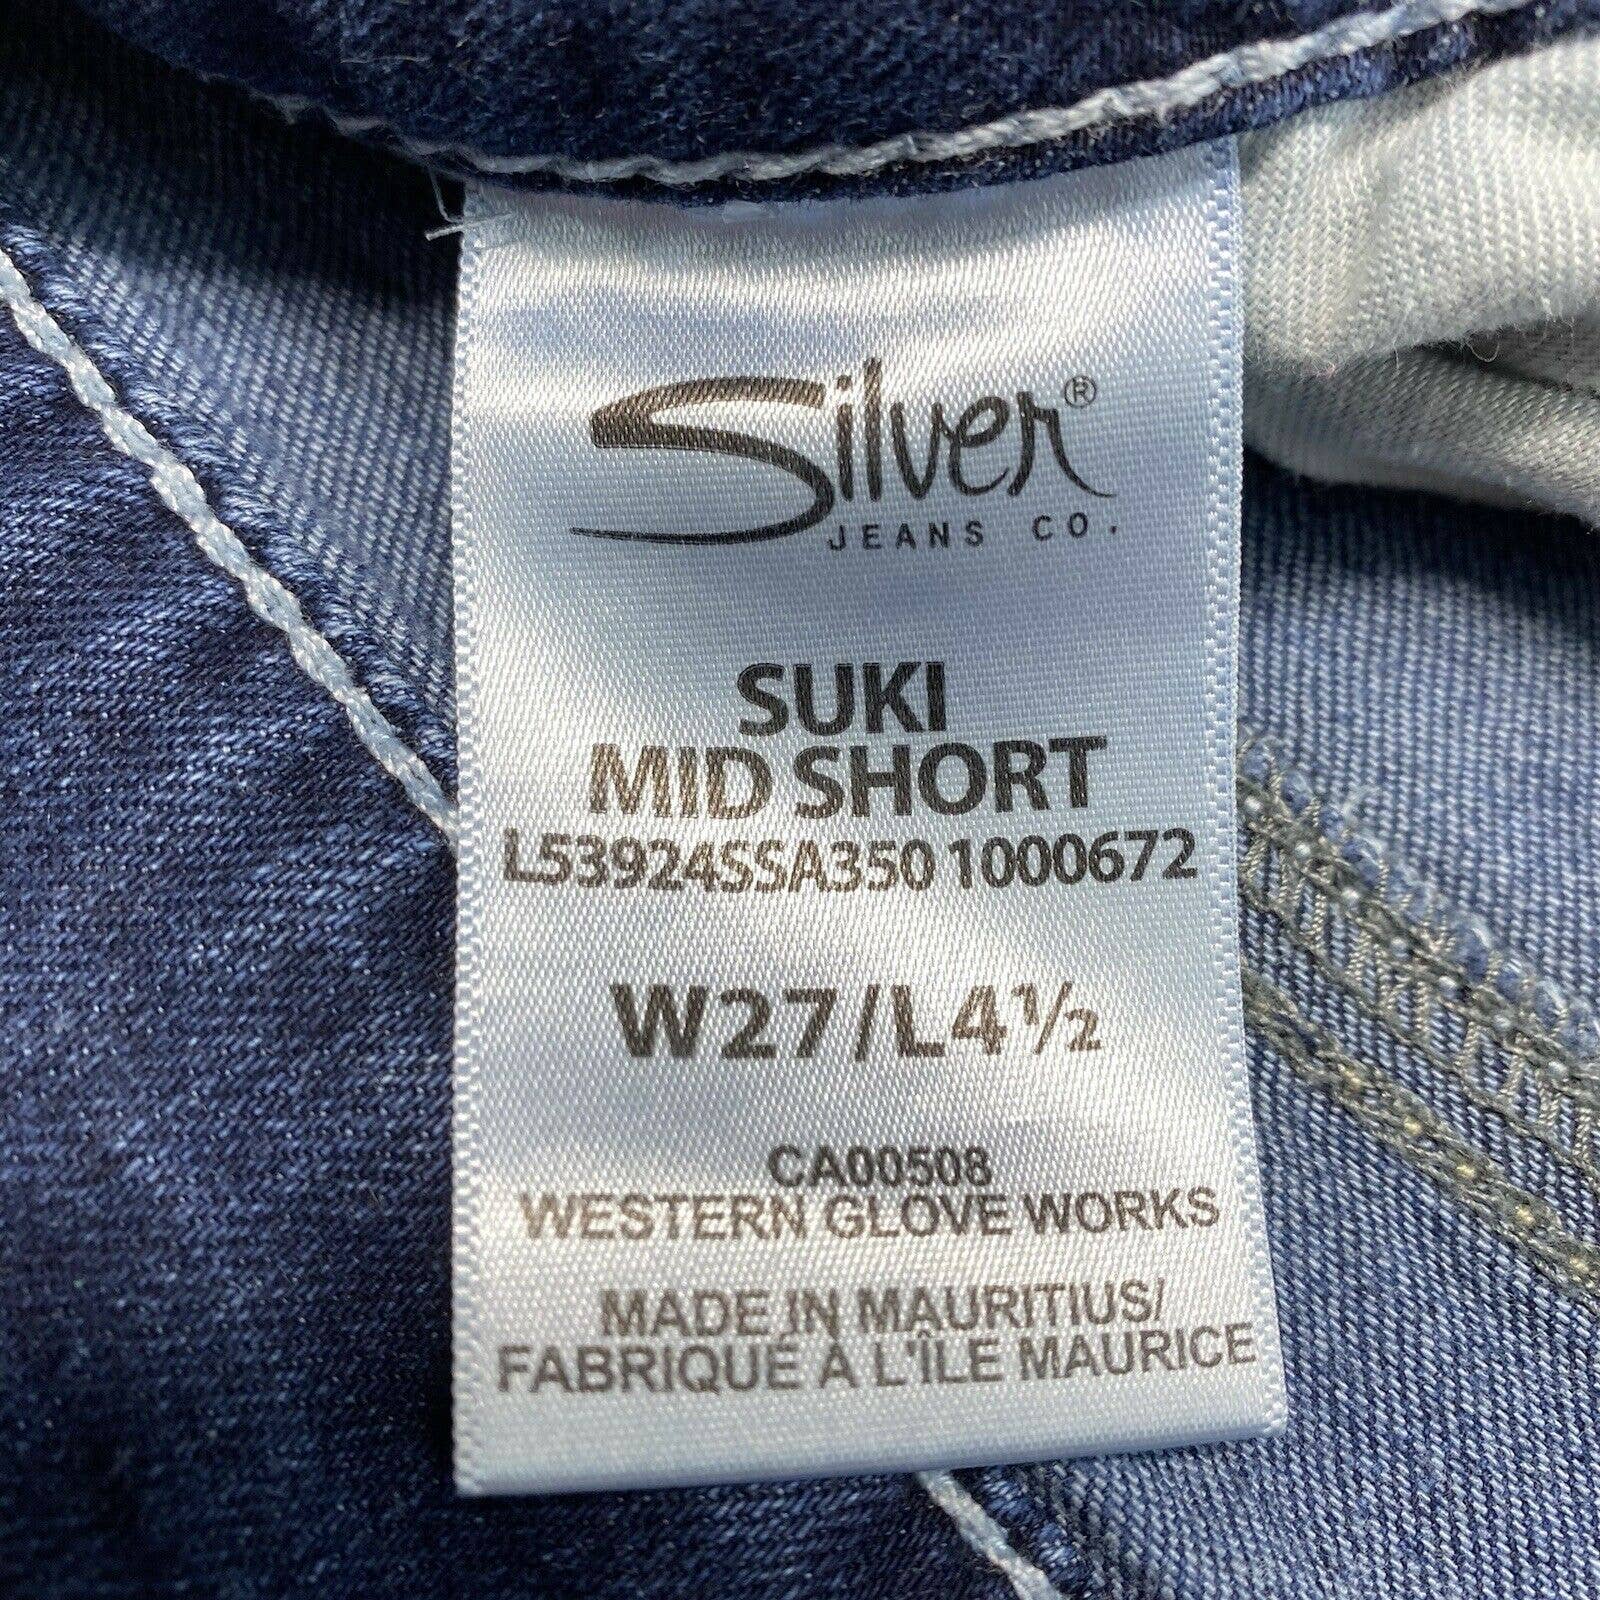 Silver®
JEANS CO.
SUKI
MID SHORT
L53924SSA350 1000672
W27/L4½
CA00508
WESTERN GLOVE WORKS
MADE IN MAURITIUS/
FABRIQUÉ À L'ÎLE MAURICE